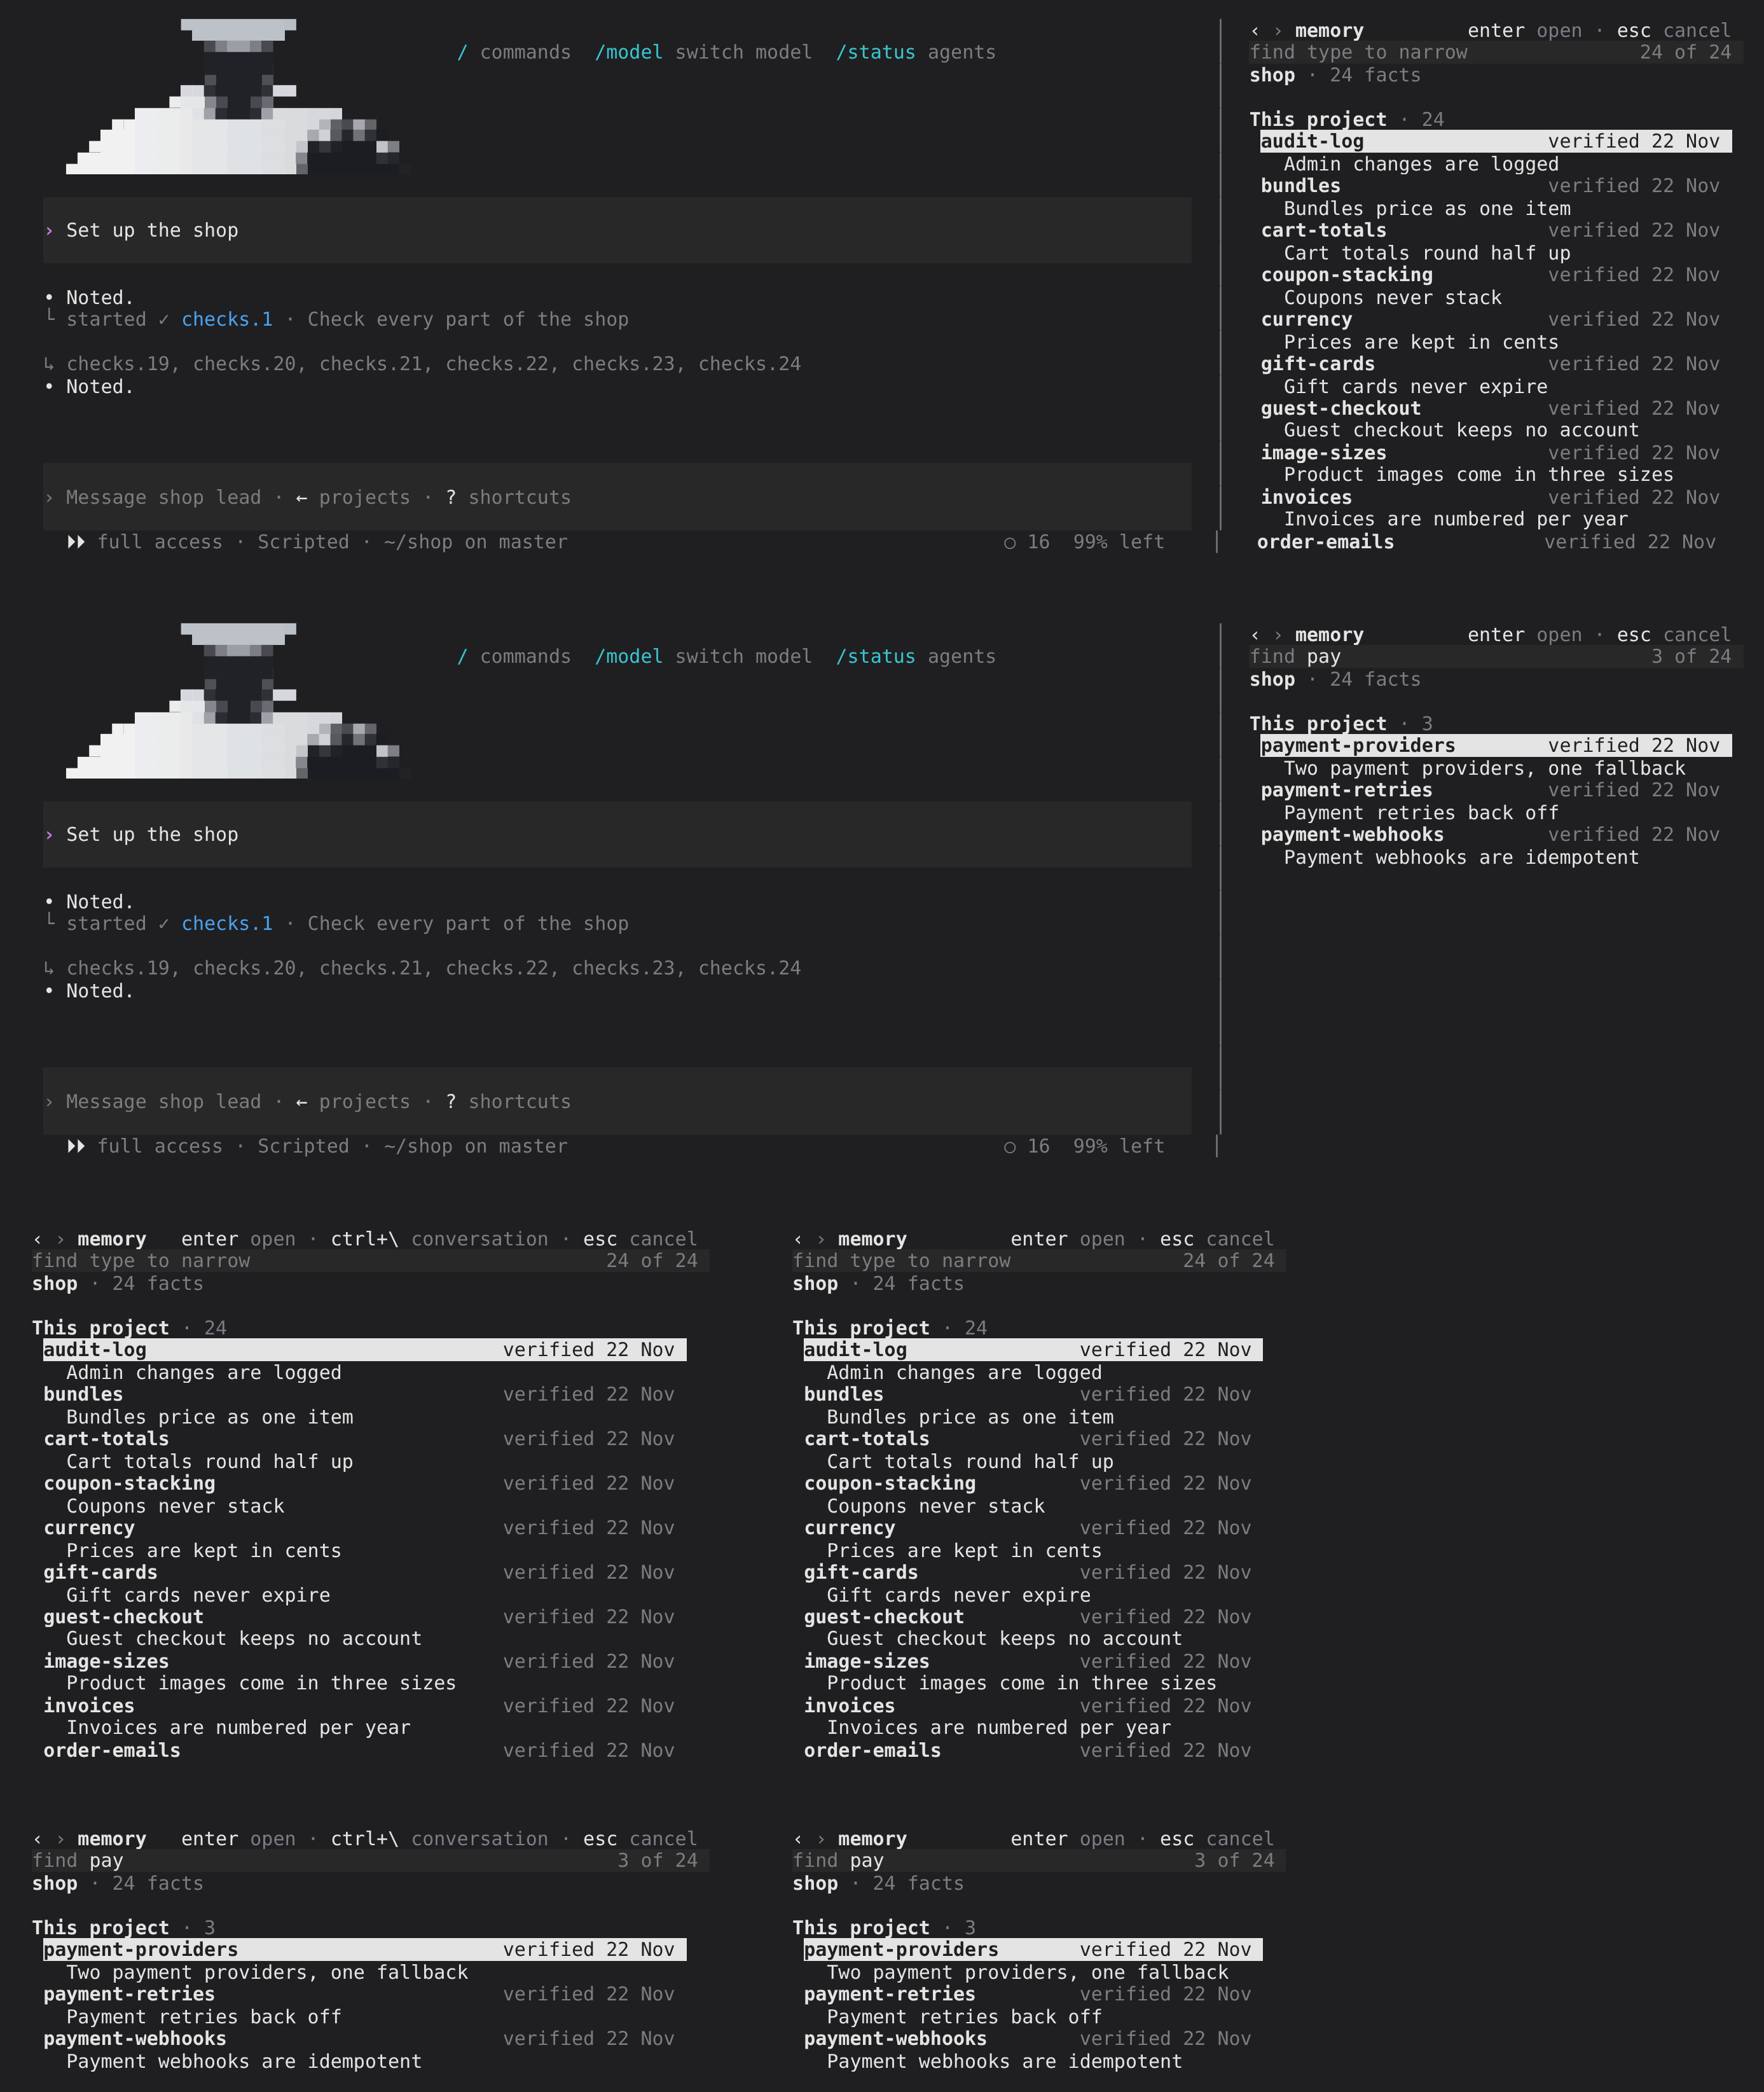 / commands  /model switch model  /status agents
› Set up the shop
• Noted.
└ started ✓ checks.1 · Check every part of the shop
↳ checks.19, checks.20, checks.21, checks.22, checks.23, checks.24
• Noted.
› Message shop lead · ← projects · ? shortcuts
⏵⏵ full access · Scripted · ~/shop on master ○ 16  99% left
‹ › memory enter open · esc cancel
find type to narrow 24 of 24
shop · 24 facts
This project · 24
audit-log verified 22 Nov
Admin changes are logged
bundles verified 22 Nov
Bundles price as one item
cart-totals verified 22 Nov
Cart totals round half up
coupon-stacking verified 22 Nov
Coupons never stack
currency verified 22 Nov
Prices are kept in cents
gift-cards verified 22 Nov
Gift cards never expire
guest-checkout verified 22 Nov
Guest checkout keeps no account
image-sizes verified 22 Nov
Product images come in three sizes
invoices verified 22 Nov
Invoices are numbered per year
order-emails verified 22 Nov
/ commands  /model switch model  /status agents
› Set up the shop
• Noted.
└ started ✓ checks.1 · Check every part of the shop
↳ checks.19, checks.20, checks.21, checks.22, checks.23, checks.24
• Noted.
› Message shop lead · ← projects · ? shortcuts
⏵⏵ full access · Scripted · ~/shop on master ○ 16  99% left
‹ › memory enter open · esc cancel
find pay 3 of 24
shop · 24 facts
This project · 3
payment-providers verified 22 Nov
Two payment providers, one fallback
payment-retries verified 22 Nov
Payment retries back off
payment-webhooks verified 22 Nov
Payment webhooks are idempotent
‹ › memory enter open · ctrl+\ conversation · esc cancel
find type to narrow 24 of 24
shop · 24 facts
This project · 24
audit-log verified 22 Nov
Admin changes are logged
bundles verified 22 Nov
Bundles price as one item
cart-totals verified 22 Nov
Cart totals round half up
coupon-stacking verified 22 Nov
Coupons never stack
currency verified 22 Nov
Prices are kept in cents
gift-cards verified 22 Nov
Gift cards never expire
guest-checkout verified 22 Nov
Guest checkout keeps no account
image-sizes verified 22 Nov
Product images come in three sizes
invoices verified 22 Nov
Invoices are numbered per year
order-emails verified 22 Nov
‹ › memory enter open · esc cancel
find type to narrow 24 of 24
shop · 24 facts
This project · 24
audit-log verified 22 Nov
Admin changes are logged
bundles verified 22 Nov
Bundles price as one item
cart-totals verified 22 Nov
Cart totals round half up
coupon-stacking verified 22 Nov
Coupons never stack
currency verified 22 Nov
Prices are kept in cents
gift-cards verified 22 Nov
Gift cards never expire
guest-checkout verified 22 Nov
Guest checkout keeps no account
image-sizes verified 22 Nov
Product images come in three sizes
invoices verified 22 Nov
Invoices are numbered per year
order-emails verified 22 Nov
‹ › memory enter open · ctrl+\ conversation · esc cancel
find pay 3 of 24
shop · 24 facts
This project · 3
payment-providers verified 22 Nov
Two payment providers, one fallback
payment-retries verified 22 Nov
Payment retries back off
payment-webhooks verified 22 Nov
Payment webhooks are idempotent
‹ › memory enter open · esc cancel
find pay 3 of 24
shop · 24 facts
This project · 3
payment-providers verified 22 Nov
Two payment providers, one fallback
payment-retries verified 22 Nov
Payment retries back off
payment-webhooks verified 22 Nov
Payment webhooks are idempotent